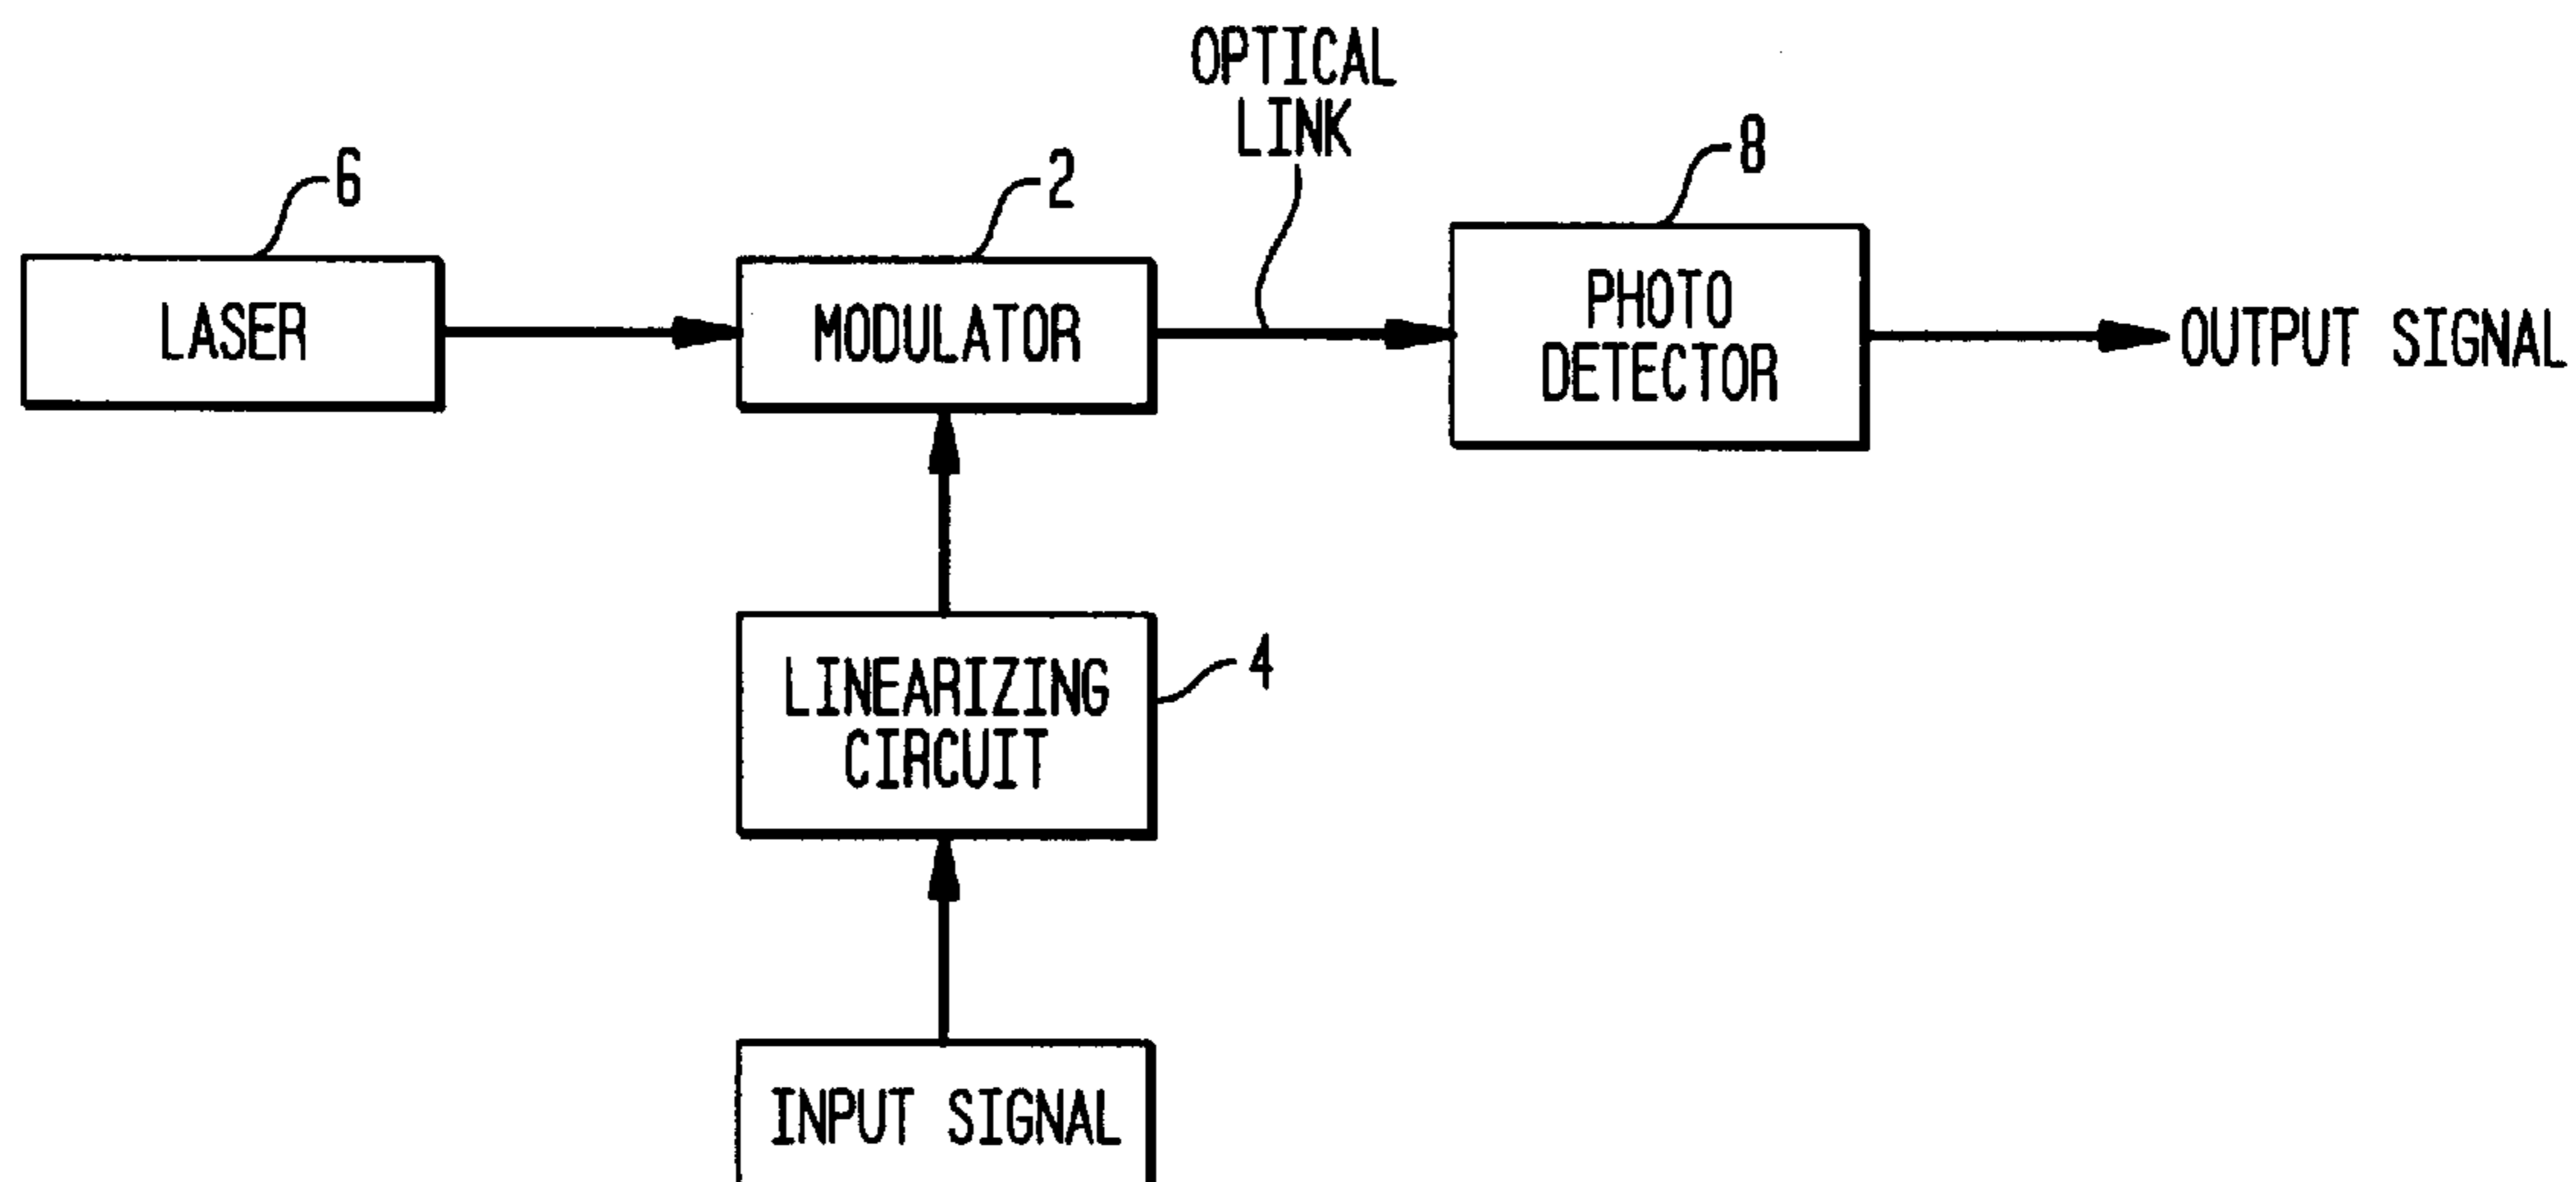 OPTICAL
LINK
6
2
8
LASER
MODULATOR
PHOTO
DETECTOR
OUTPUT SIGNAL
LINEARIZING
CIRCUIT
4
INPUT SIGNAL